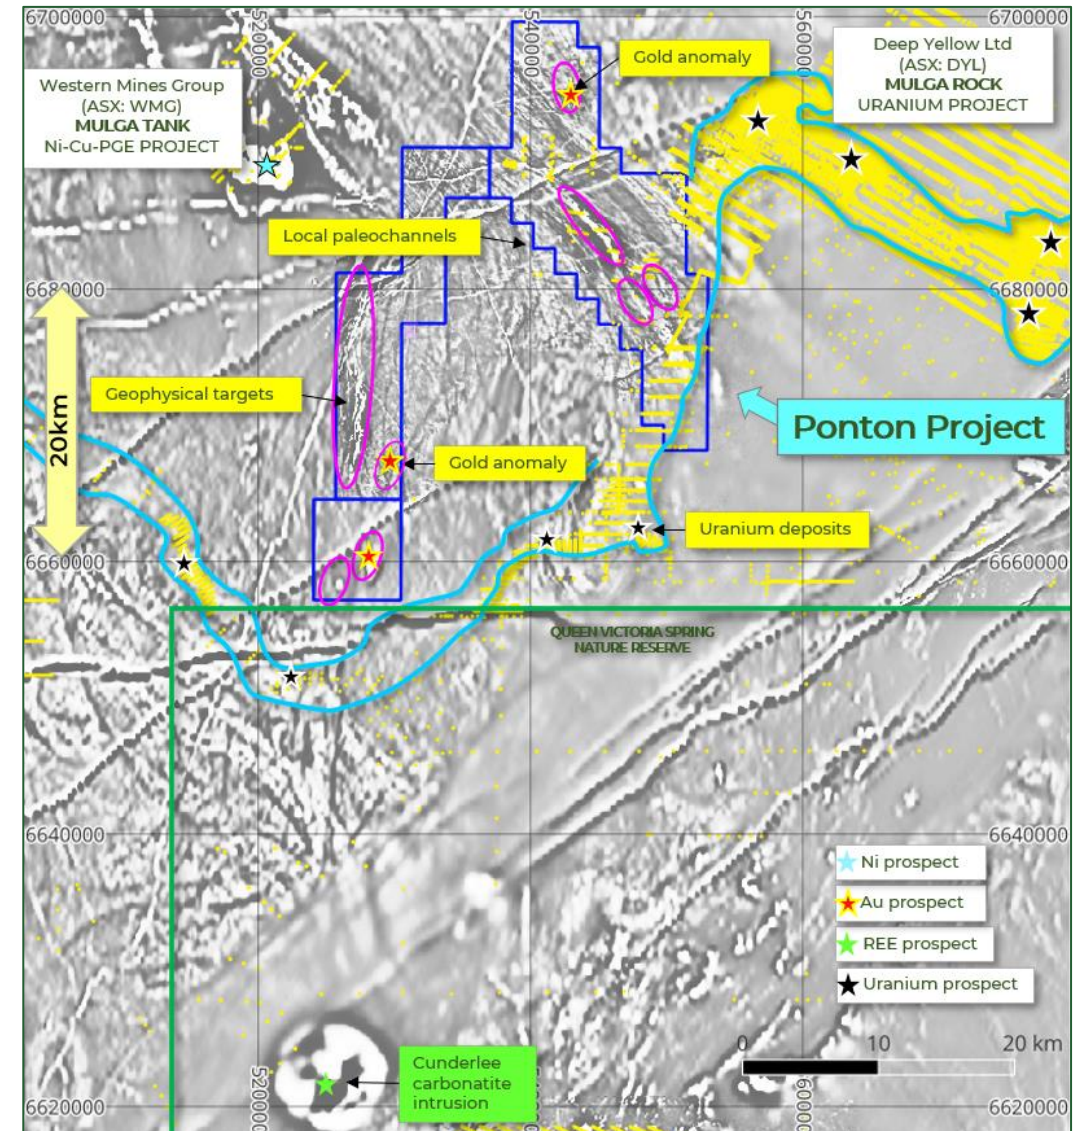 6700000
520000
540000
560000
6700000
Western Mines Group
(ASX: WMG)
MULGA TANK
Ni-Cu-PGE PROJECT
Gold anomaly
Deep Yellow Ltd
(ASX: DYL)
MULGA ROCK
URANIUM PROJECT
Local paleochannels
6680000
6680000
20km
Geophysical targets
Ponton Project
Gold anomaly
Uranium deposits
6660000
6660000
QUEEN VICTORIA SPRING
NATURE RESERVE
6640000
6640000
Ni prospect
Au prospect
REE prospect
Uranium prospect
0 10 20 km
Cunderlee
carbonatite
intrusion
520000
6620000
6620000